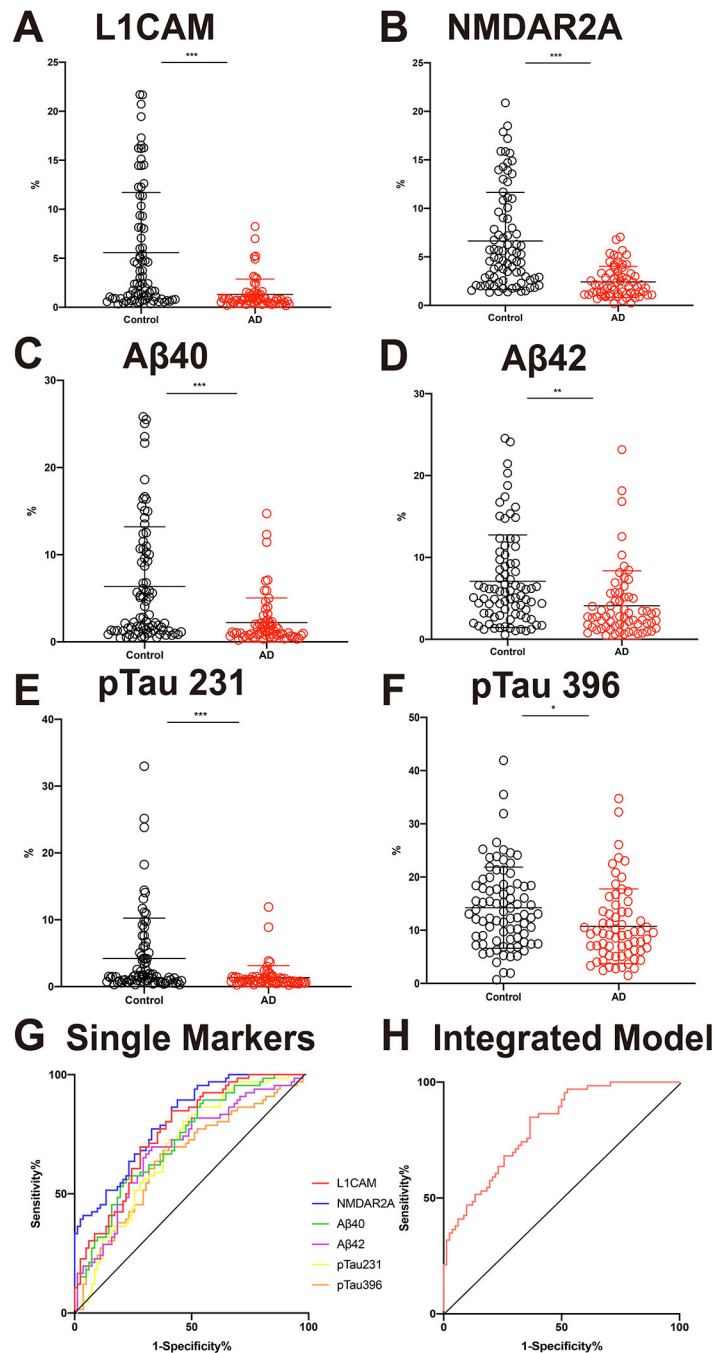 A L1CAM
***
25
20
15
10
5
0
%
Control AD
B NMDAR2A
***
25
20
15
10
5
0
%
Control AD
C Aβ40
***
30
20
10
0
%
Control AD
D Aβ42
**
30
20
10
0
%
Control AD
E pTau 231
***
40
30
20
10
0
%
Control AD
F pTau 396
*
50
40
30
20
10
0
%
Control AD
G Single Markers
100
50
0
Sensitivity%
L1CAM
NMDAR2A
Aβ40
Aβ42
pTau231
pTau396
0 50 100
1-Specificity%
H Integrated Model
100
50
0
Sensitivity%
0 50 100
1-Specificity%